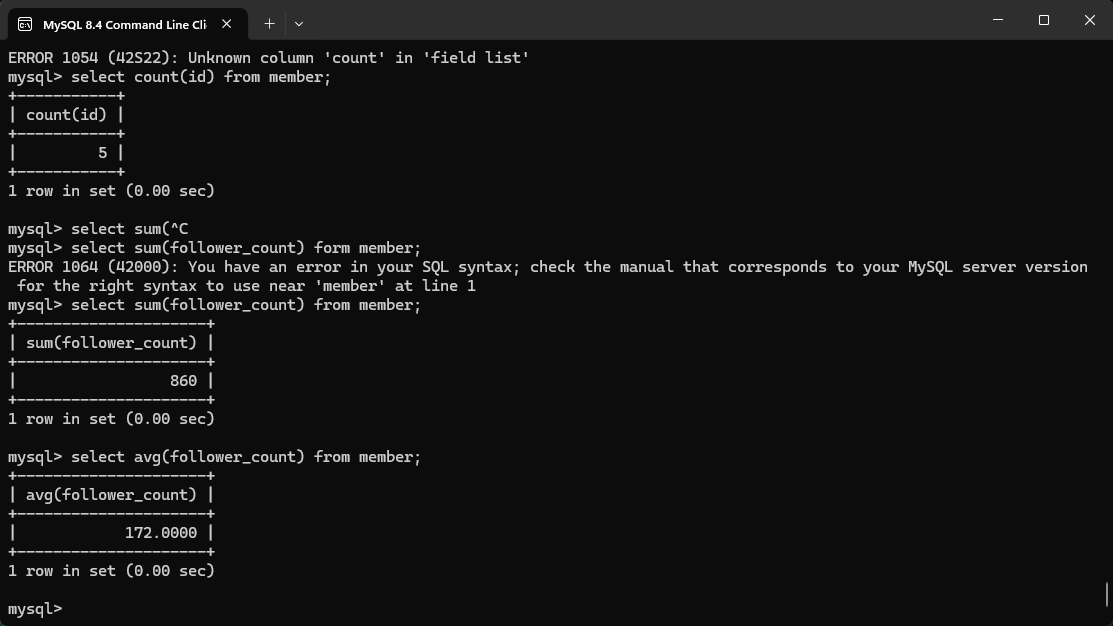 MySQL 8.4 Command Line Cli
ERROR 1054 (42S22): Unknown column 'count' in 'field list'
mysql> select count(id) from member;
+-----------+
| count(id) |
+-----------+
|         5 |
+-----------+
1 row in set (0.00 sec)

mysql> select sum(^C
mysql> select sum(follower_count) form member;
ERROR 1064 (42000): You have an error in your SQL syntax; check the manual that corresponds to your MySQL server version
 for the right syntax to use near 'member' at line 1
mysql> select sum(follower_count) from member;
+---------------------+
| sum(follower_count) |
+---------------------+
|                 860 |
+---------------------+
1 row in set (0.00 sec)

mysql> select avg(follower_count) from member;
+---------------------+
| avg(follower_count) |
+---------------------+
|            172.0000 |
+---------------------+
1 row in set (0.00 sec)

mysql>